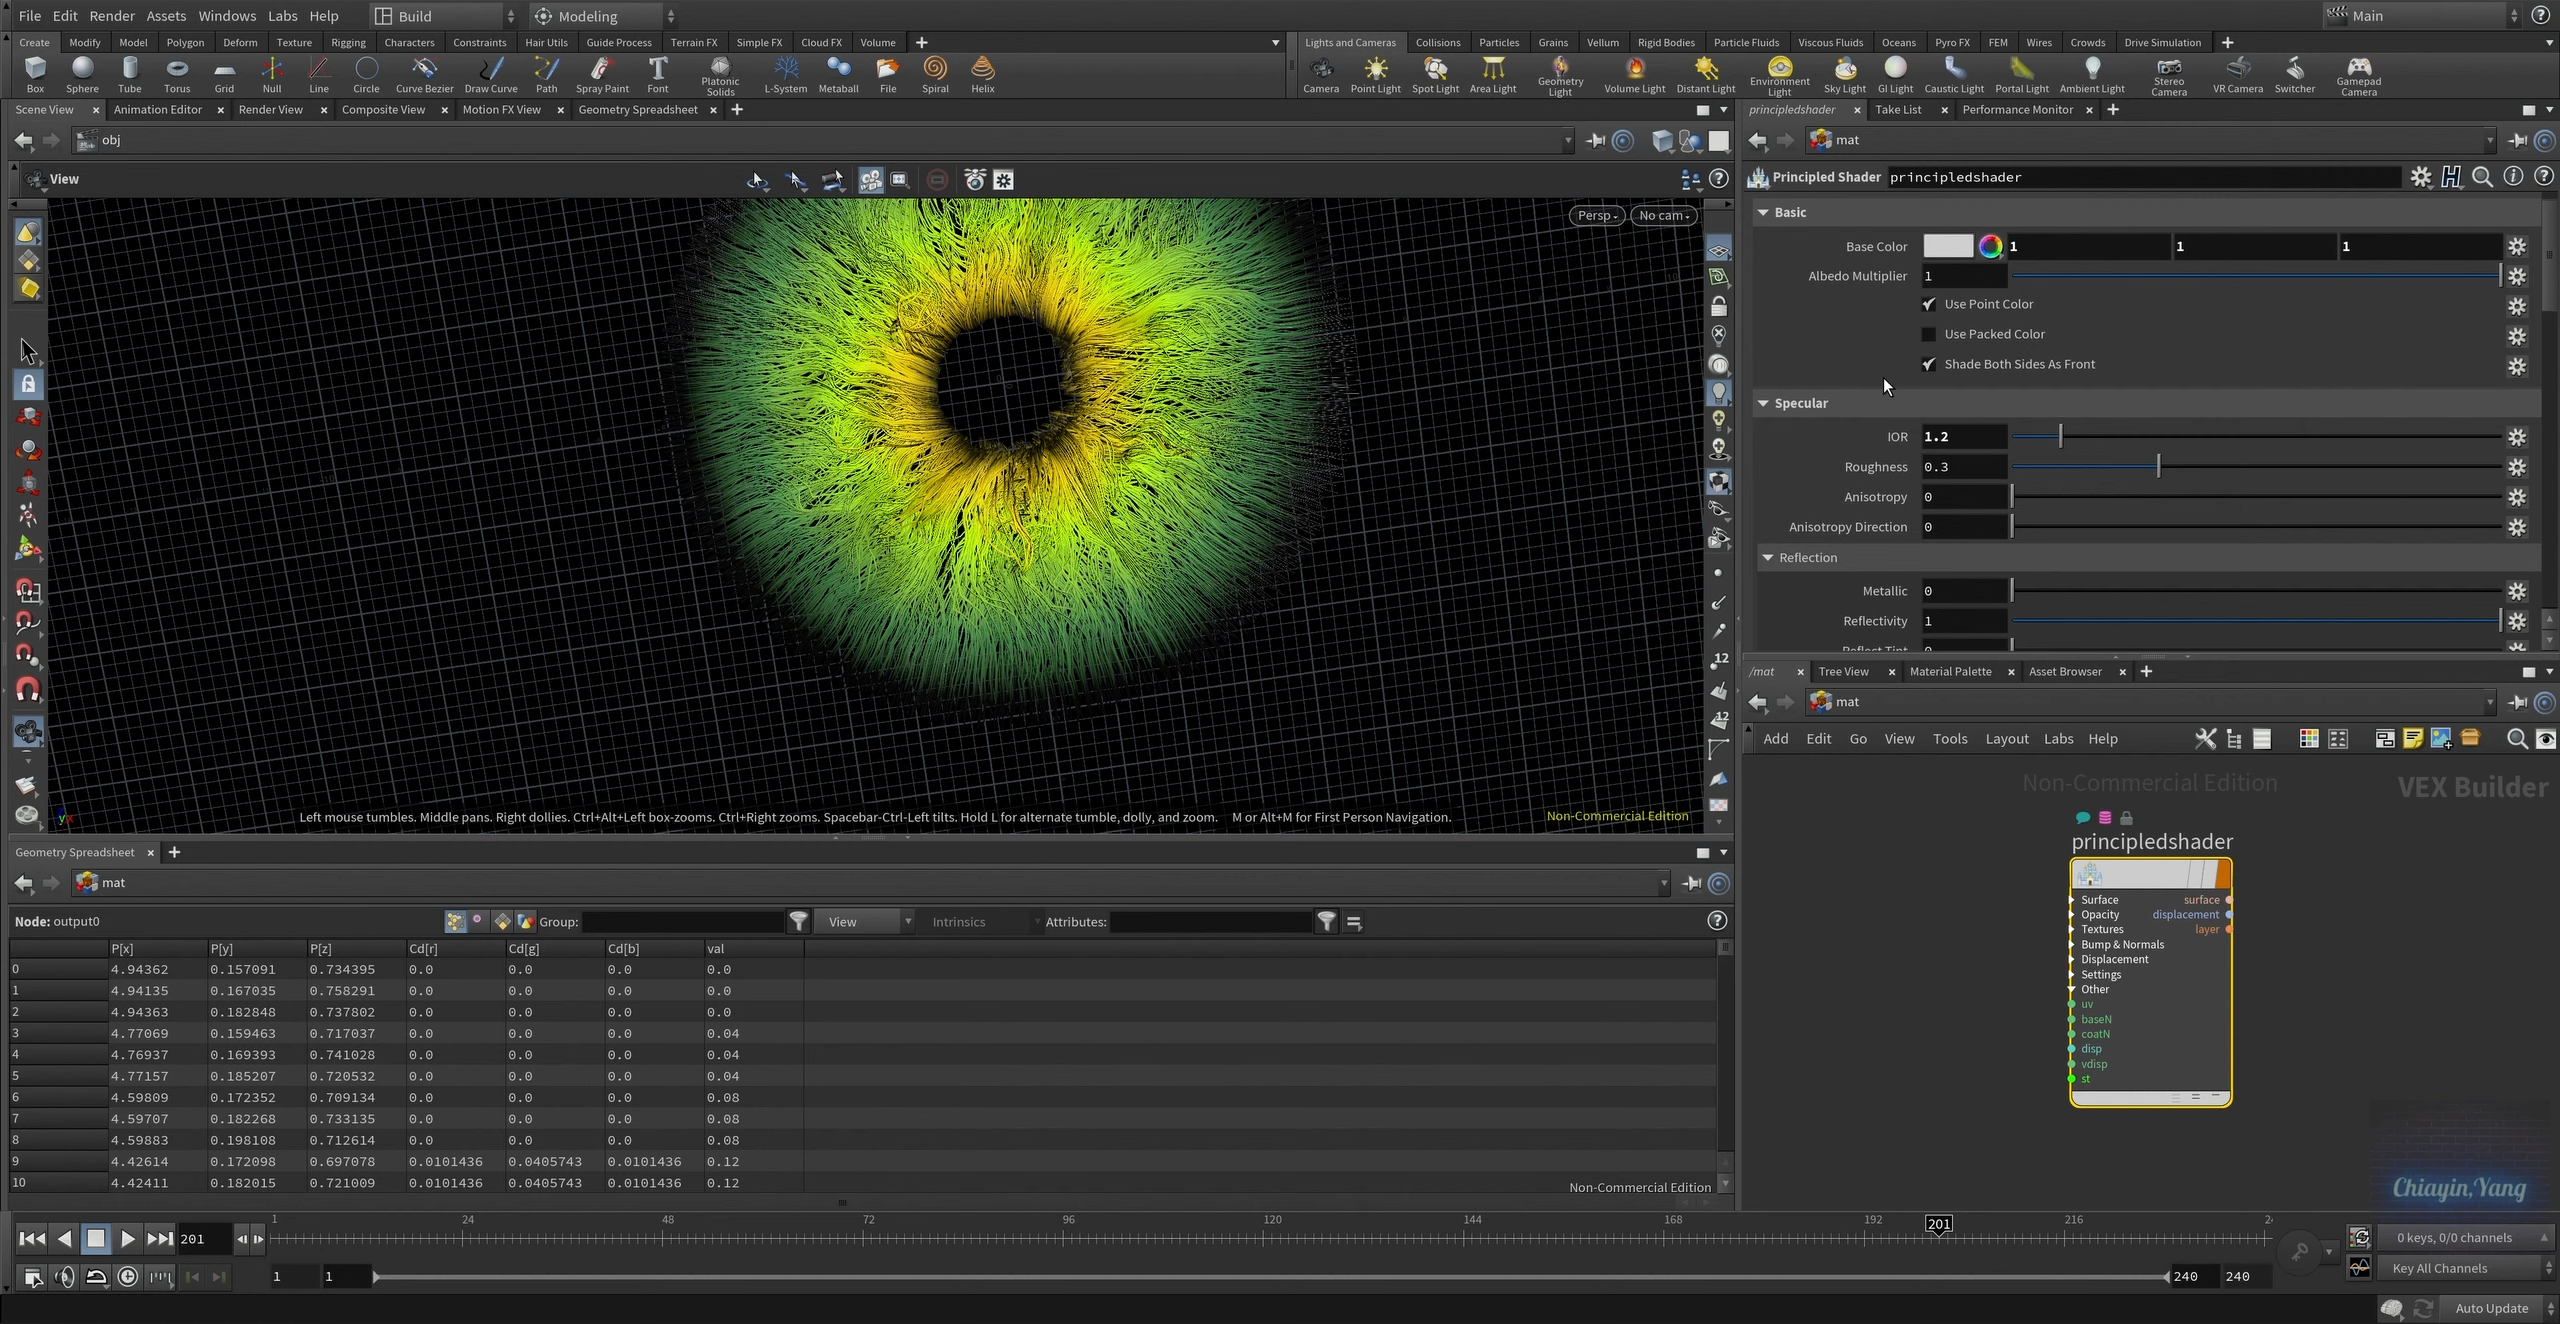 File Edit Render Assets Windows Labs Help Build Modeling Main
Create Modify Model Polygon Deform Texture Rigging Characters Constraints Hair Utils Guide Process Terrain FX Simple FX Cloud FX Volume
Lights and Cameras Collisions Particles Grains Vellum Rigid Bodies Particle Fluids Viscous Fluids Oceans Pyro FX FEM Wires Crowds Drive Simulation
Box Sphere Tube Torus Grid Null Line Circle Curve Bezier Draw Curve Path Spray Paint Font Platonic Solids L-System Metaball File Spiral Helix
Camera Point Light Spot Light Area Light Geometry Light Volume Light Distant Light Environment Light Sky Light GI Light Caustic Light Portal Light Ambient Light Stereo Camera VR Camera Switcher Gamepad Camera
Scene View Animation Editor Render View Composite View Motion FX View Geometry Spreadsheet
obj
View
Persp No cam
Left mouse tumbles. Middle pans. Right dollies. Ctrl+Alt+Left box-zooms. Ctrl+Right zooms. Spacebar-Ctrl-Left tilts. Hold L for alternate tumble, dolly, and zoom. M or Alt+M for First Person Navigation.
Non-Commercial Edition
12
12
principledshader Take List Performance Monitor
mat
Principled Shader principledshader
Basic
Base Color 1 1 1
Albedo Multiplier 1
Use Point Color
Use Packed Color
Shade Both Sides As Front
Specular
IOR 1.2
Roughness 0.3
Anisotropy 0
Anisotropy Direction 0
Reflection
Metallic 0
Reflectivity 1
Reflect Tint 0
/mat Tree View Material Palette Asset Browser
mat
Add Edit Go View Tools Layout Labs Help
Non-Commercial Edition
VEX Builder
principledshader
Surface surface
Opacity displacement
Textures layer
Bump & Normals
Displacement
Settings
Other
uv
baseN
coatN
disp
vdisp
st
Chiayin,Yang
Geometry Spreadsheet
mat
Node: output0 Group: View Intrinsics Attributes:
P[x] P[y] P[z] Cd[r] Cd[g] Cd[b] val
0 4.94362 0.157091 0.734395 0.0 0.0 0.0 0.0
1 4.94135 0.167035 0.758291 0.0 0.0 0.0 0.0
2 4.94363 0.182848 0.737802 0.0 0.0 0.0 0.0
3 4.77069 0.159463 0.717037 0.0 0.0 0.0 0.04
4 4.76937 0.169393 0.741028 0.0 0.0 0.0 0.04
5 4.77157 0.185207 0.720532 0.0 0.0 0.0 0.04
6 4.59809 0.172352 0.709134 0.0 0.0 0.0 0.08
7 4.59707 0.182268 0.733135 0.0 0.0 0.0 0.08
8 4.59883 0.198108 0.712614 0.0 0.0 0.0 0.08
9 4.42614 0.172098 0.697078 0.0101436 0.0405743 0.0101436 0.12
10 4.42411 0.182015 0.721009 0.0101436 0.0405743 0.0101436 0.12
Non-Commercial Edition
1 24 48 72 96 120 144 168 192 201 216
201
0 keys, 0/0 channels
1 1 240 240
Key All Channels
Auto Update